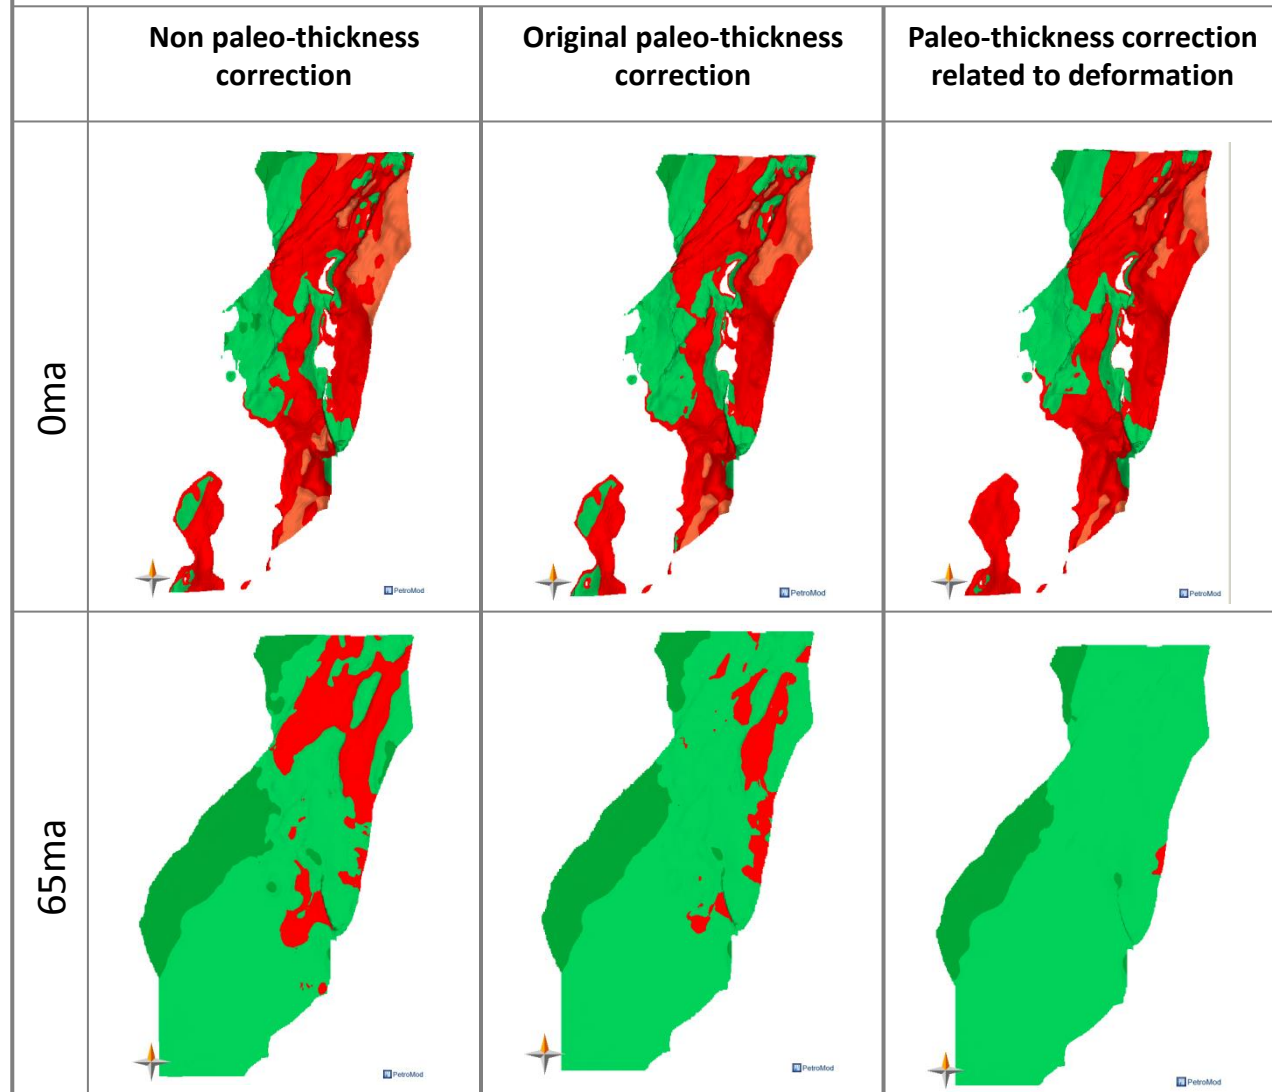 Non paleo-thickness
correction
Original paleo-thickness
correction
Paleo-thickness correction
related to deformation
0ma
PetroMod
PetroMod
PetroMod
65ma
PetroMod
PetroMod
PetroMod